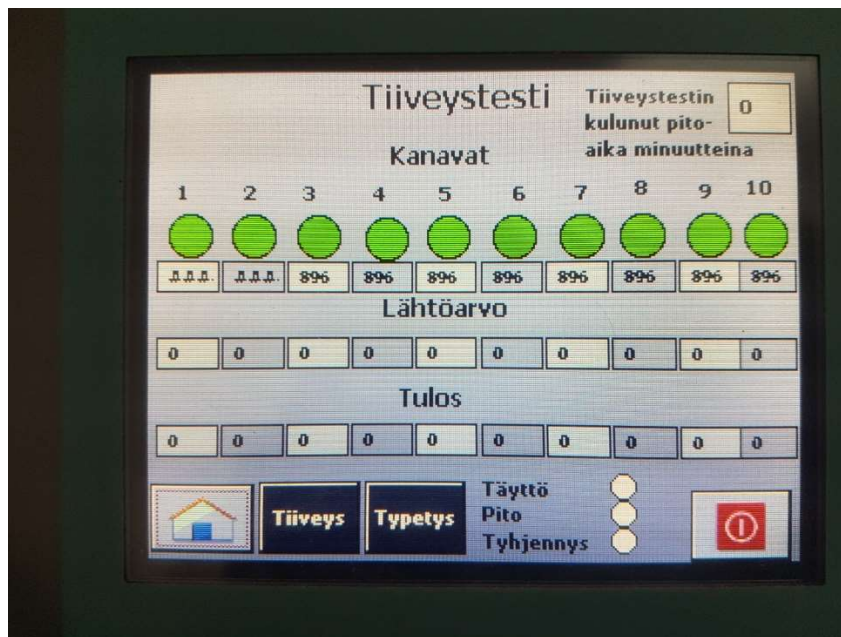 Tiiveystesti
Tiiveystestin
kulunut pito-
aika minuutteina
0
Kanavat
1 2 3 4 5 6 7 8 9 10
896 896 896 896 896 896 896 896
Lähtöarvo
0 0 0 0 0 0 0 0 0 0
Tulos
0 0 0 0 0 0 0 0 0 0
Tiiveys
Typetys
Täyttö
Pito
Tyhjennys